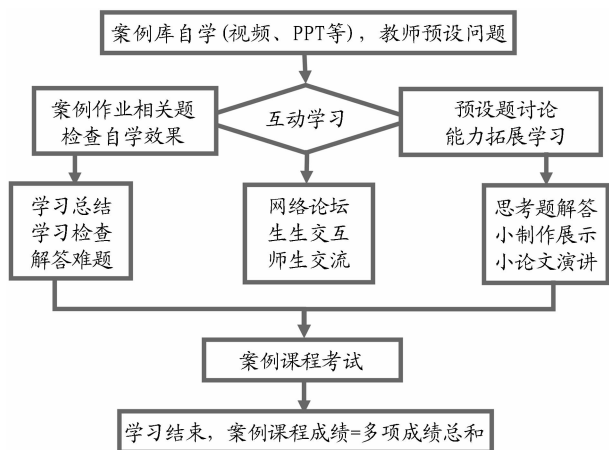 案例库自学(视频、PPT等)，教师预设问题
案例作业相关题
检查自学效果
互动学习
预设题讨论
能力拓展学习
学习总结
学习检查
解答难题
网络论坛
生生交互
师生交流
思考题解答
小制作展示
小论文演讲
案例课程考试
学习结束，案例课程成绩=多项成绩总和